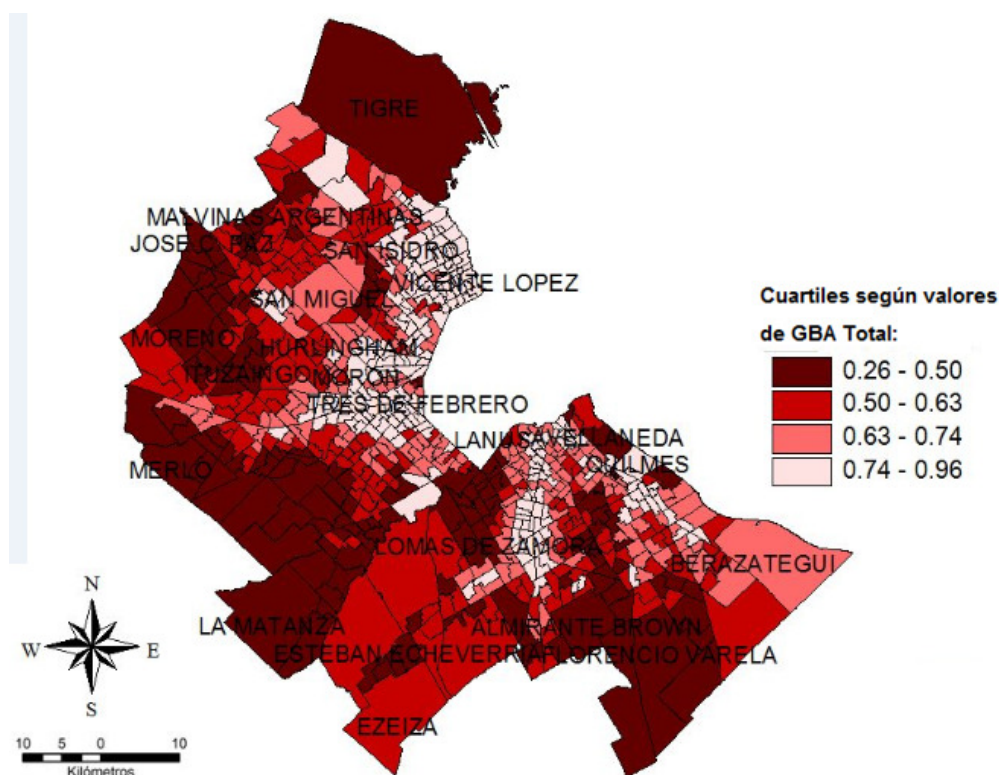 TIGRE
MALVINAS ARGENTINAS
JOSE C. PAZ
SAN ISIDRO
VICENTE LOPEZ
SAN MIGUEL
MORENO
HURLINGHAM
ITUZAINGO
MORON
TRES DE FEBRERO
LANUS
AVELLANEDA
QUILMES
MERLO
LOMAS DE ZAMORA
BERAZATEGUI
LA MATANZA
ALMIRANTE BROWN
ESTEBAN ECHEVERRIA
FLORENCIO VARELA
EZEIZA
Cuartiles según valores
de GBA Total:
0.26 - 0.50
0.50 - 0.63
0.63 - 0.74
0.74 - 0.96
N
W E
S
10 5 0 10
Kilómetros